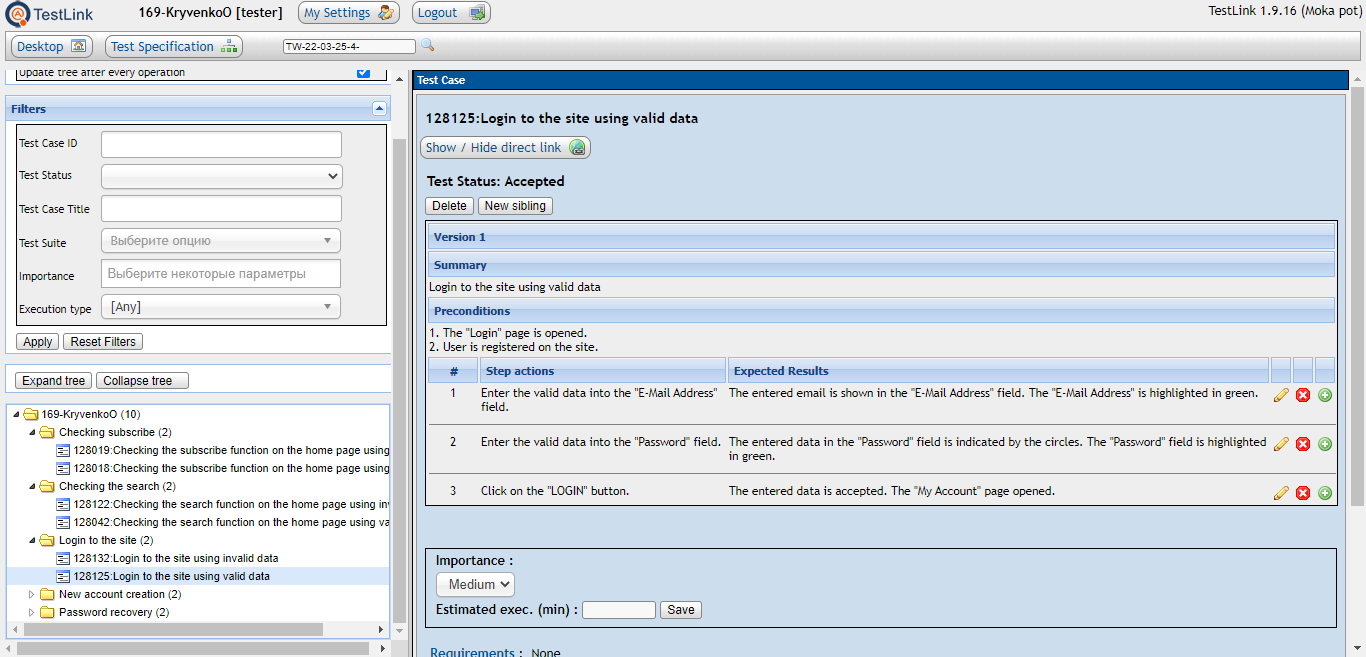 TestLink
169-KryvenkoO [tester]
My Settings
Logout
TestLink 1.9.16 (Moka pot)
Desktop
Test Specification
TW-22-03-25-4-
Update tree after every operation
Filters
Test Case ID
Test Status
Test Case Title
Test Suite
Выберите опцию
Importance
Выберите некоторые параметры
Execution type
[Any]
Apply
Reset Filters
Expand tree
Collapse tree
169-KryvenkoO (10)
Checking subscribe (2)
128019:Checking the subscribe function on the home page using
128018:Checking the subscribe function on the home page using
Checking the search (2)
128122:Checking the search function on the home page using inv
128042:Checking the search function on the home page using va
Login to the site (2)
128132:Login to the site using invalid data
128125:Login to the site using valid data
New account creation (2)
Password recovery (2)
Test Case
128125:Login to the site using valid data
Show / Hide direct link
Test Status: Accepted
Delete
New sibling
Version 1
Summary
Login to the site using valid data
Preconditions
1. The "Login" page is opened.
2. User is registered on the site.
# Step actions Expected Results
1 Enter the valid data into the "E-Mail Address" field. The entered email is shown in the "E-Mail Address" field. The "E-Mail Address" is highlighted in green.
2 Enter the valid data into the "Password" field. The entered data in the "Password" field is indicated by the circles. The "Password" field is highlighted in green.
3 Click on the "LOGIN" button. The entered data is accepted. The "My Account" page opened.
Importance :
Medium
Estimated exec. (min) :
Save
Requirements : None